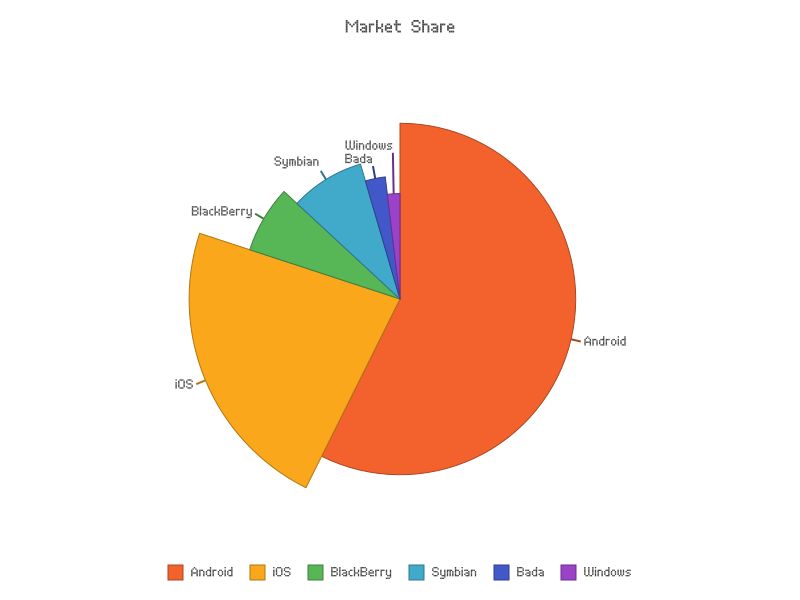 Market Share
Windows
Bada
Symbian
BlackBerry
Android
iOS
Android iOS BlackBerry Symbian Bada Windows